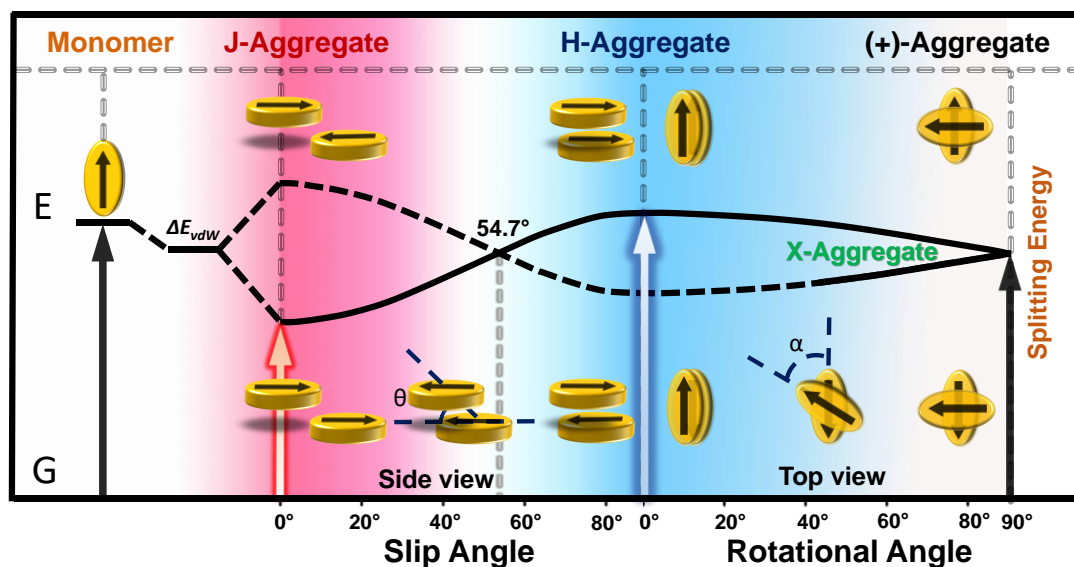 Monomer
J-Aggregate
H-Aggregate
(+)-Aggregate
E
ΔEvdW
54.7°
X-Aggregate
Splitting Energy
θ
α
G
Side view
Top view
0°
20°
40°
60°
80°
0°
20°
40°
60°
80°
90°
Slip Angle
Rotational Angle